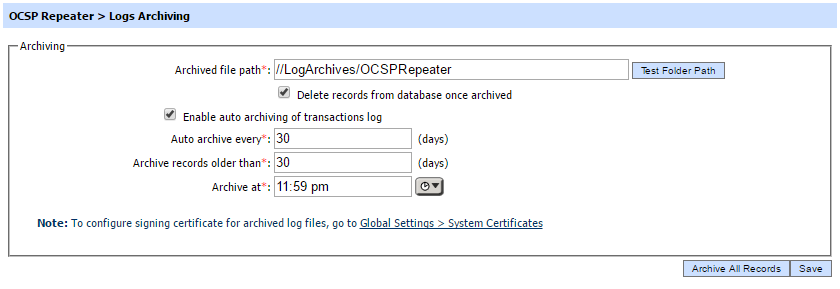 OCSP Repeater > Logs Archiving
Archiving
Archived file path*: //LogArchives/OCSPRepeater Test Folder Path
Delete records from database once archived
Enable auto archiving of transactions log
Auto archive every*: 30 (days)
Archive records older than*: 30 (days)
Archive at*: 11:59 pm
Note: To configure signing certificate for archived log files, go to Global Settings > System Certificates
Archive All Records Save